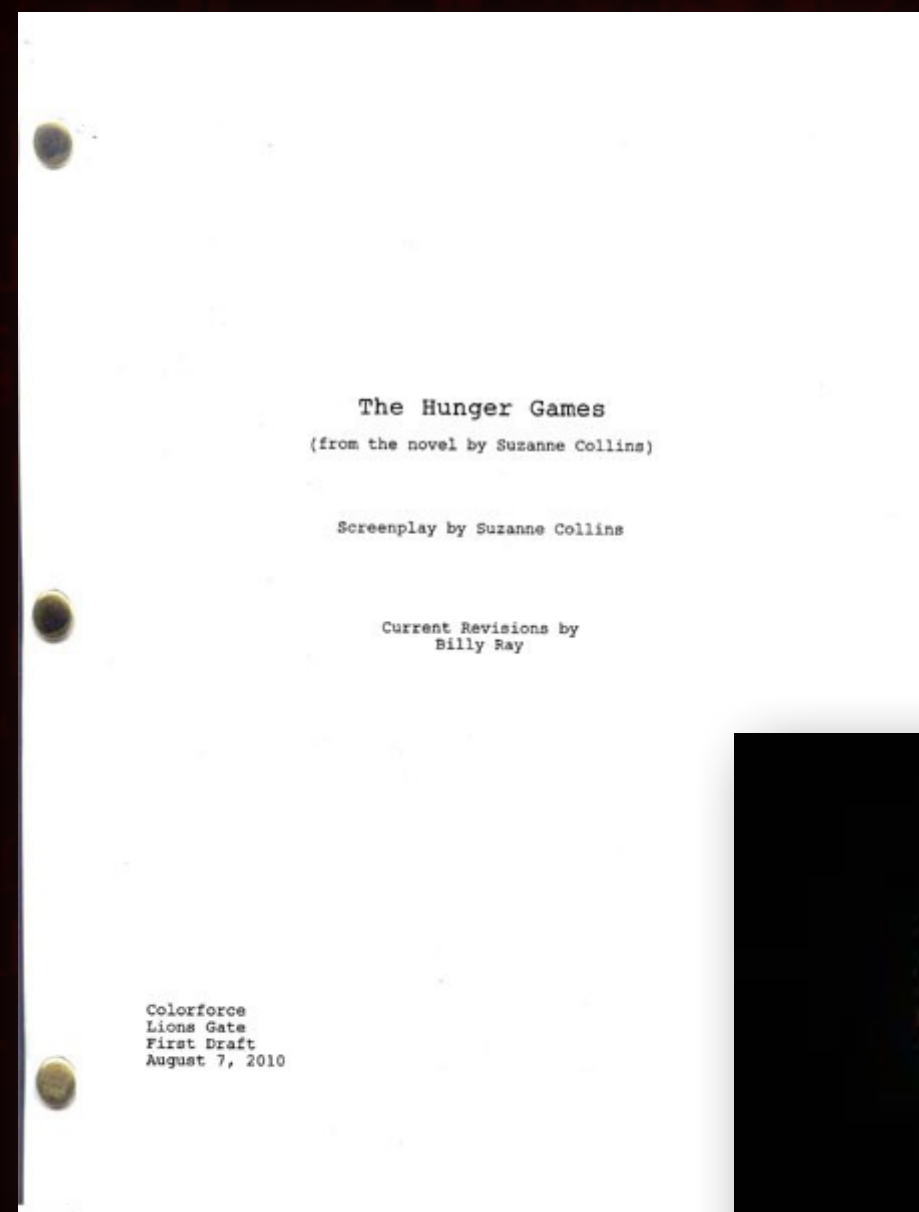 The Hunger Games
(from the novel by Suzanne Collins)
Screenplay by Suzanne Collins
Current Revisions by
Billy Ray
Colorforce
Lions Gate
First Draft
August 7, 2010